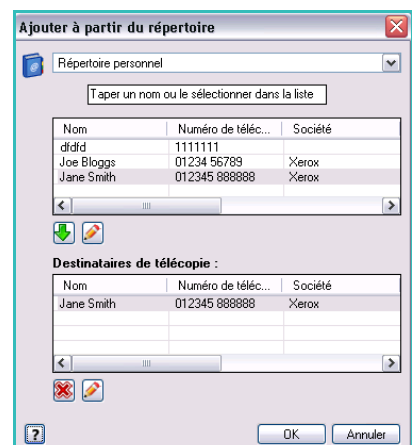 Ajouter à partir du répertoire
Répertoire personnel
Taper un nom ou le sélectionner dans la liste
Nom Numéro de téléc... Société
dfdfd 1111111
Joe Bloggs 01234 56789 Xerox
Jane Smith 012345 888888 Xerox
Destinataires de télécopie :
Nom Numéro de téléc... Société
Jane Smith 012345 888888 Xerox
? OK Annuler